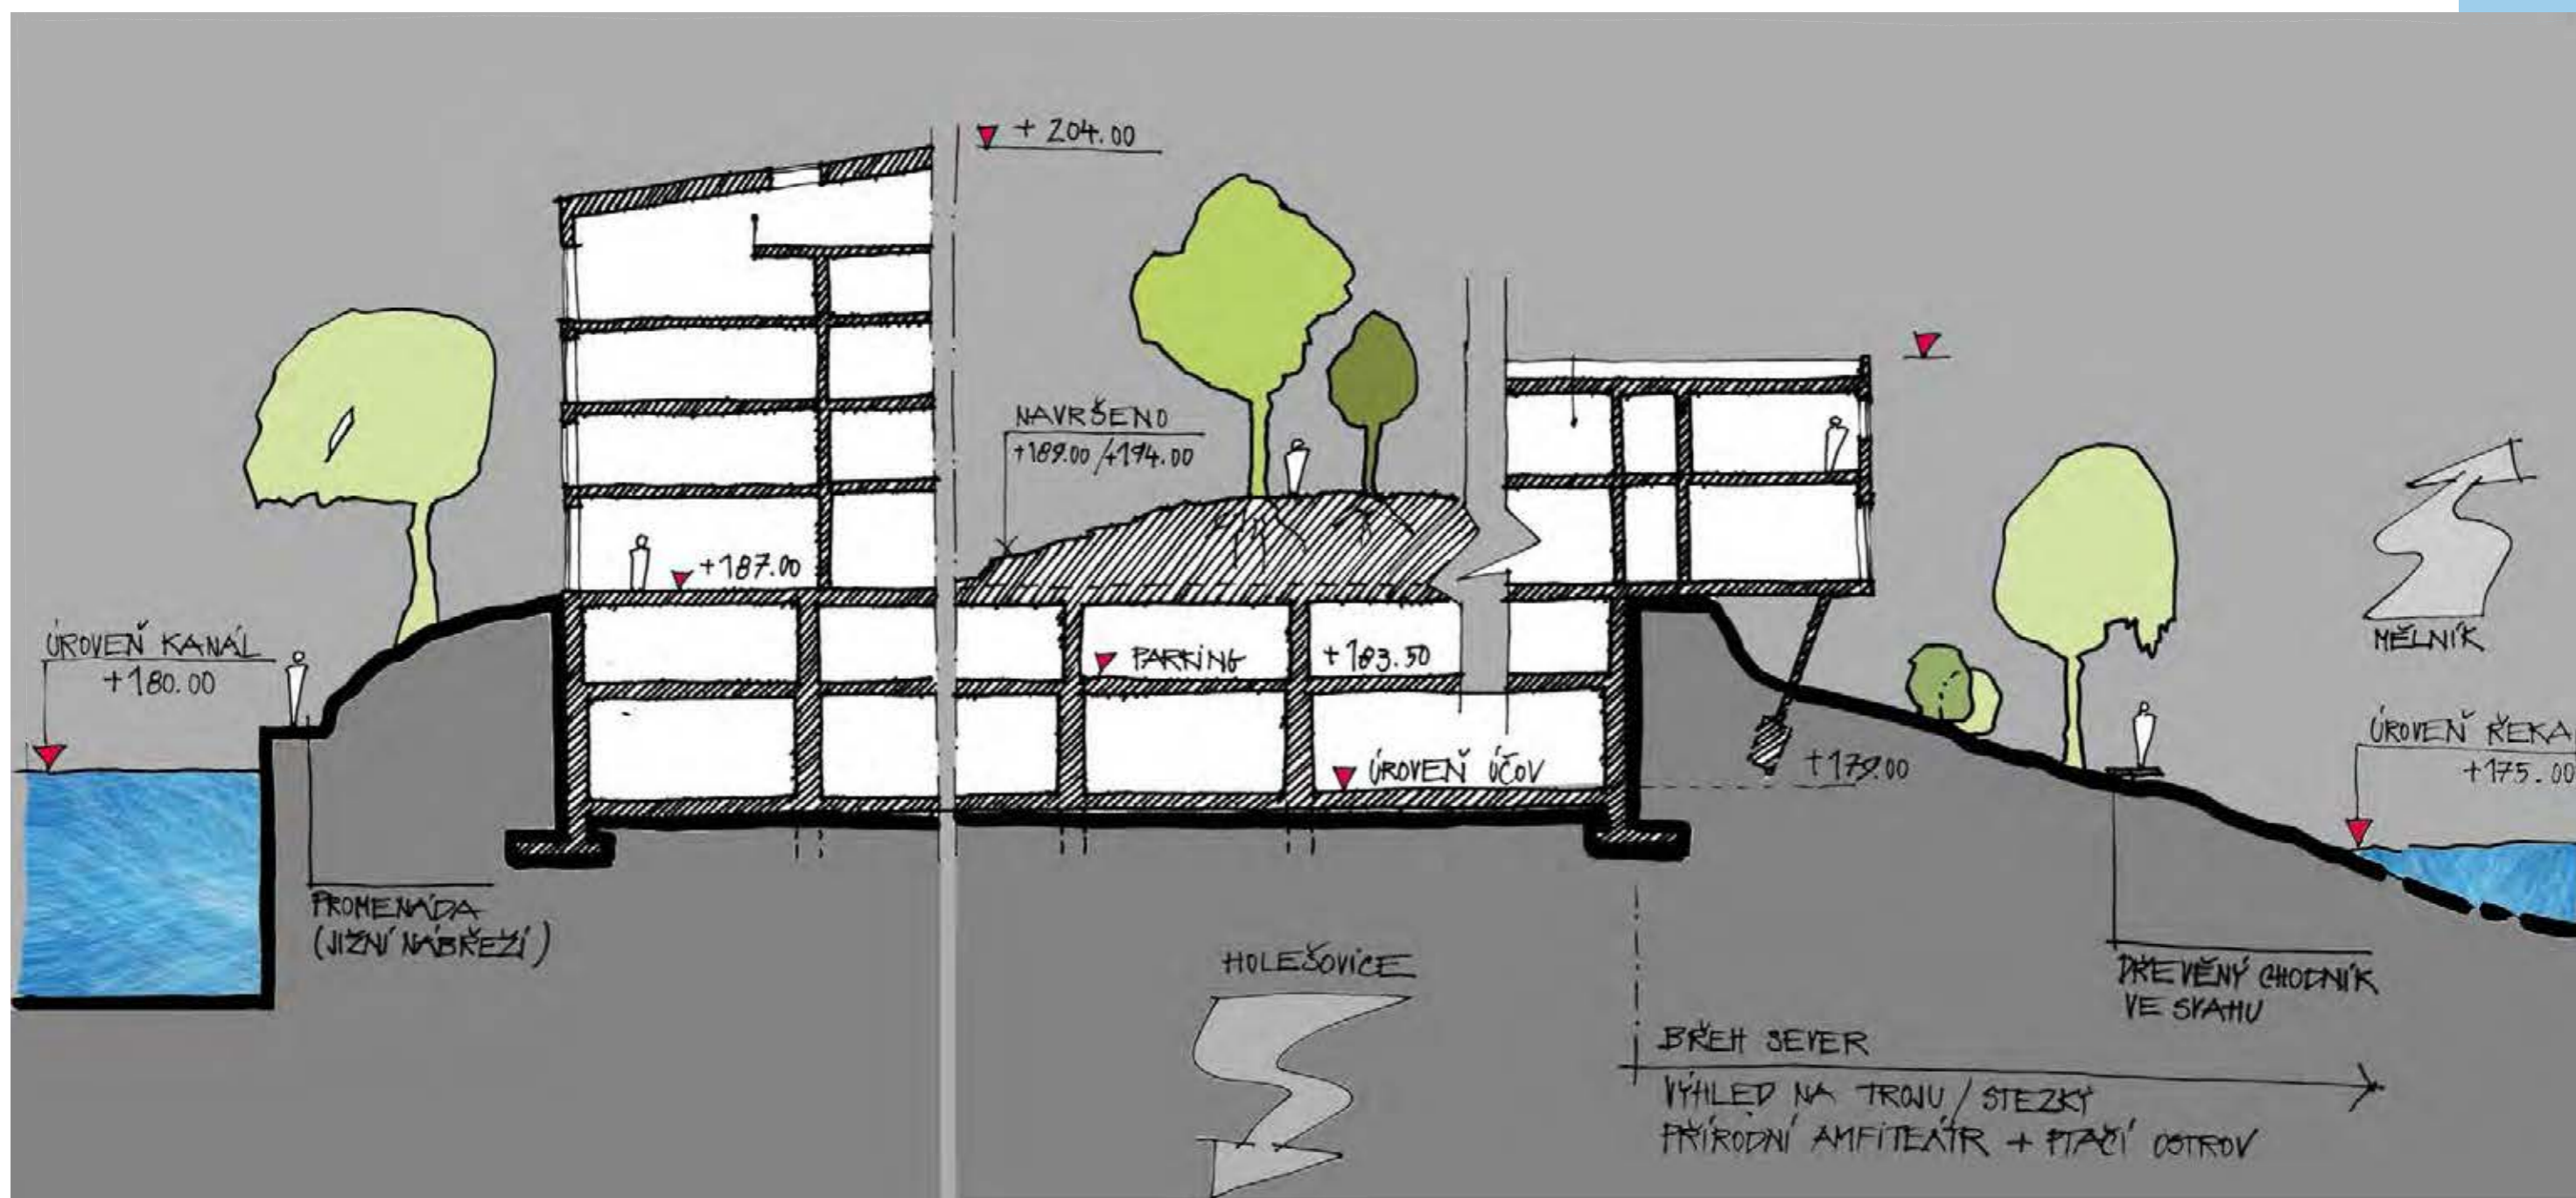 + 204.00
NAVRŠENO
+189.00/+194.00
+187.00
ÚROVEŇ KANÁL
+180.00
PARKING +183.50
ÚROVEŇ ÚČOV
+179.00
MĚLNÍK
ÚROVEŇ ŘEKA
+175.00
PROMENÁDA
(JIŽNÍ NÁBŘEŽÍ)
HOLEŠOVICE
DŘEVĚNÝ CHODNÍK
VE SVAHU
BŘEH SEVER
VÝHLED NA TROJU / STEZKY
PŘÍRODNÍ AMFITEÁTR + PTAČÍ OSTROV